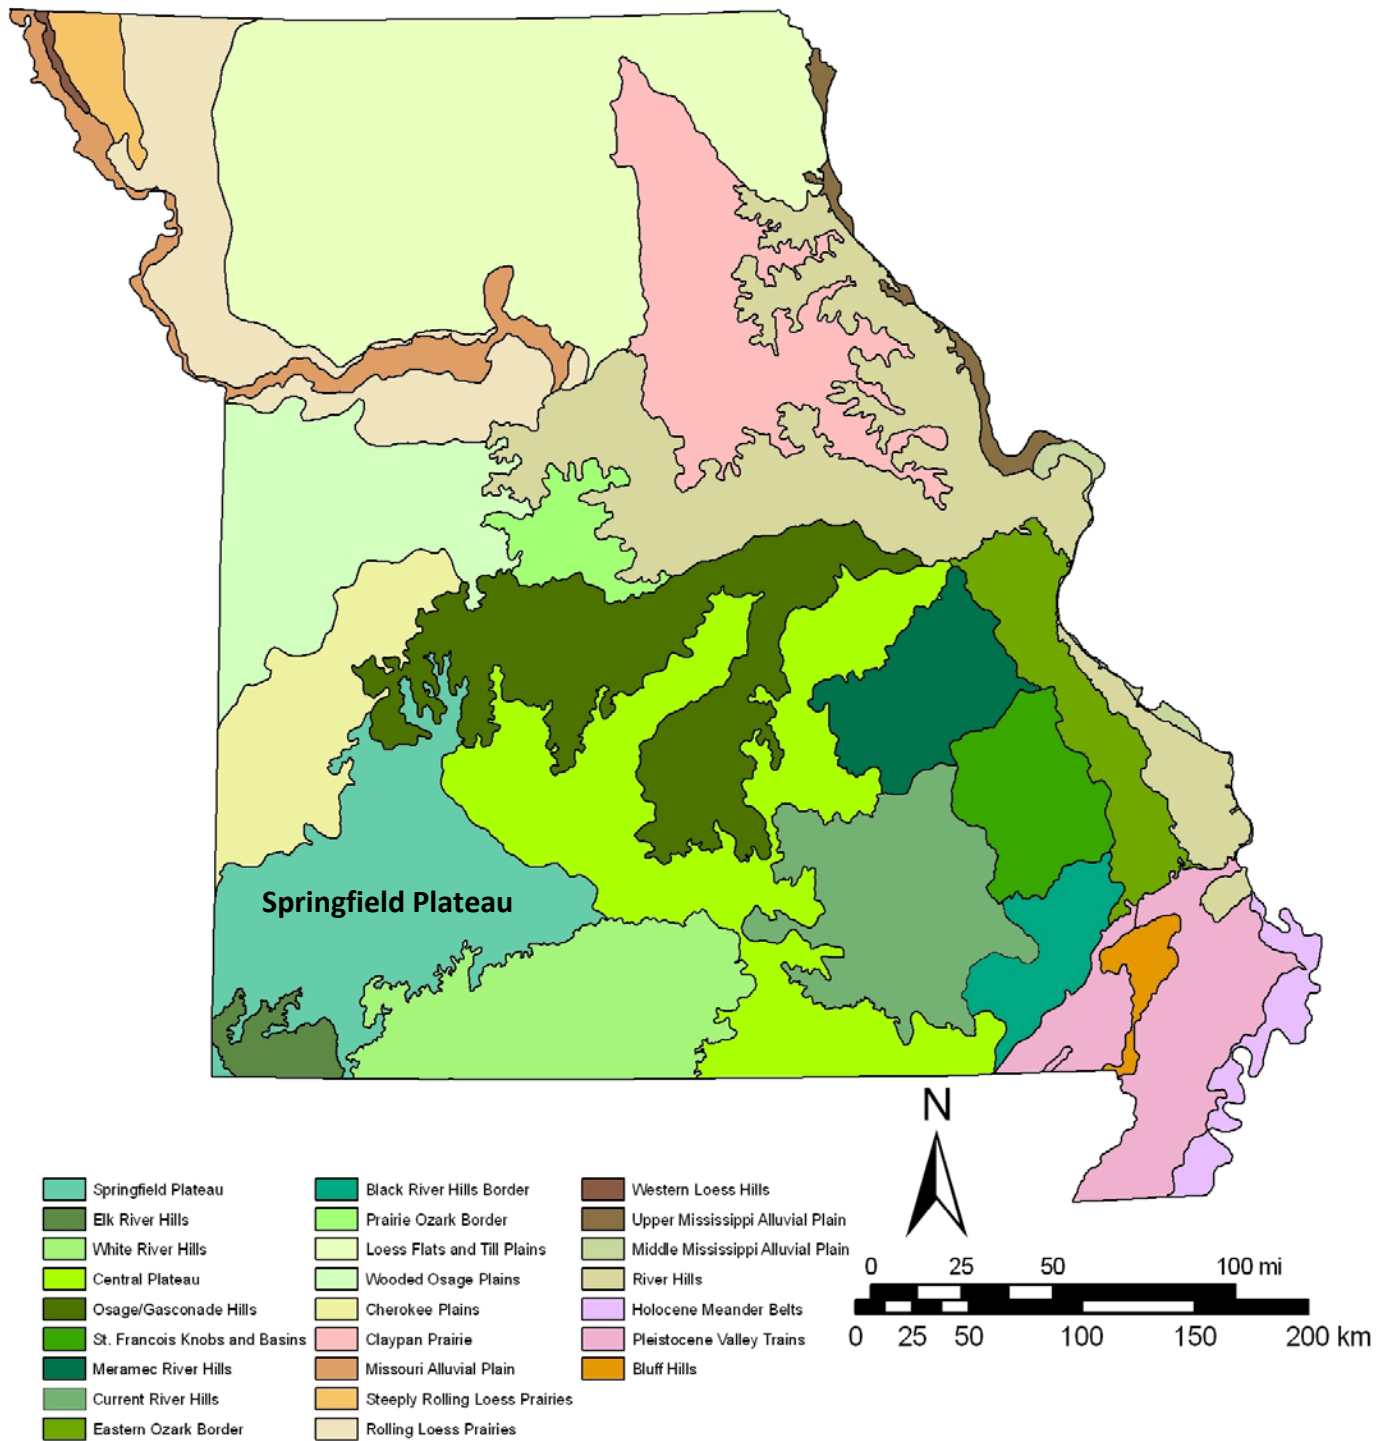 Springfield Plateau
N
Springfield Plateau
Elk River Hills
White River Hills
Central Plateau
Osage/Gasconade Hills
St. Francois Knobs and Basins
Meramec River Hills
Current River Hills
Eastern Ozark Border
Black River Hills Border
Prairie Ozark Border
Loess Flats and Till Plains
Wooded Osage Plains
Cherokee Plains
Claypan Prairie
Missouri Alluvial Plain
Steeply Rolling Loess Prairies
Rolling Loess Prairies
Western Loess Hills
Upper Mississippi Alluvial Plain
Middle Mississippi Alluvial Plain
River Hills
Holocene Meander Belts
Pleistocene Valley Trains
Bluff Hills
0 25 50 100 mi
0 25 50 100 150 200 km